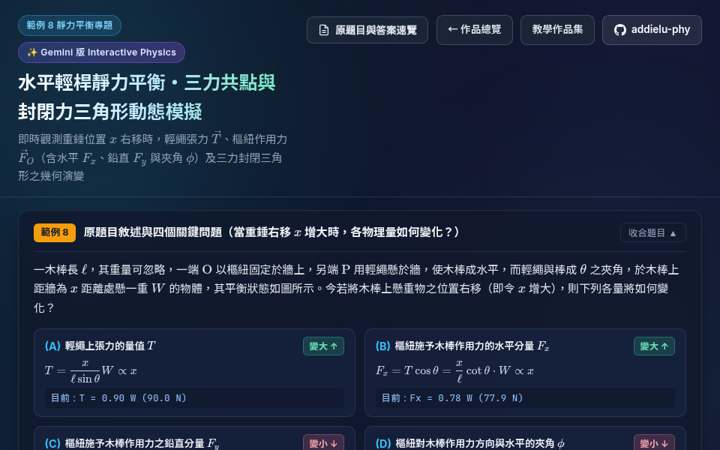 範例 8 靜力平衡專題
✨ Gemini 版 Interactive Physics
原題目與答案速覽
← 作品總覽
教學作品集
addielu-phy
水平輕桿靜力平衡・三力共點與
封閉力三角形動態模擬
即時觀測重錘位置 x 右移時，輕繩張力 T⃗、樞紐作用力
F⃗_O（含水平 F_x、鉛直 F_y 與夾角 ϕ）及三力封閉三角
形之幾何演變
範例 8 原題目敘述與四個關鍵問題（當重錘右移 x 增大時，各物理量如何變化？）
收合題目 ▲
一木棒長 ℓ，其重量可忽略，一端 O 以樞紐固定於牆上，另端 P 用輕繩懸於牆，使木棒成水平，而輕繩與棒成 θ 之夾角，於木棒上
距牆為 x 距離處懸一重 W 的物體，其平衡狀態如圖所示。今若將木棒上懸重物之位置右移（即令 x 增大），則下列各量將如何變
化？
(A) 輕繩上張力的量值 T 變大 ↑
T = x / (ℓ sin θ) W ∝ x
目前：T = 0.90 W (90.0 N)
(B) 樞紐施予木棒作用力的水平分量 F_x 變大 ↑
F_x = T cos θ = x/ℓ cot θ · W ∝ x
目前：Fx = 0.78 W (77.9 N)
(C) 樞紐施予木棒作用力之鉛直分量 F_y 變小 ↓
(D) 樞紐對木棒作用力方向與水平的夾角 ϕ 變小 ↓